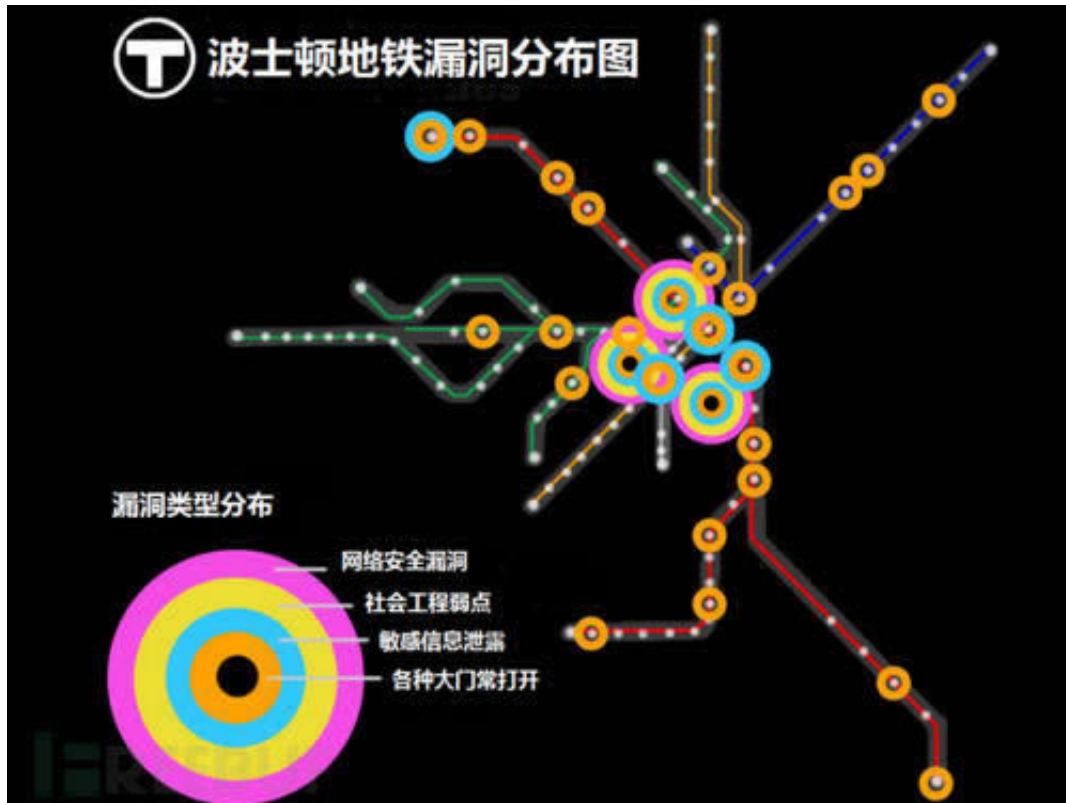 T 波士顿地铁漏洞分布图
漏洞类型分布
网络安全漏洞
社会工程弱点
敏感信息泄露
各种大门常打开